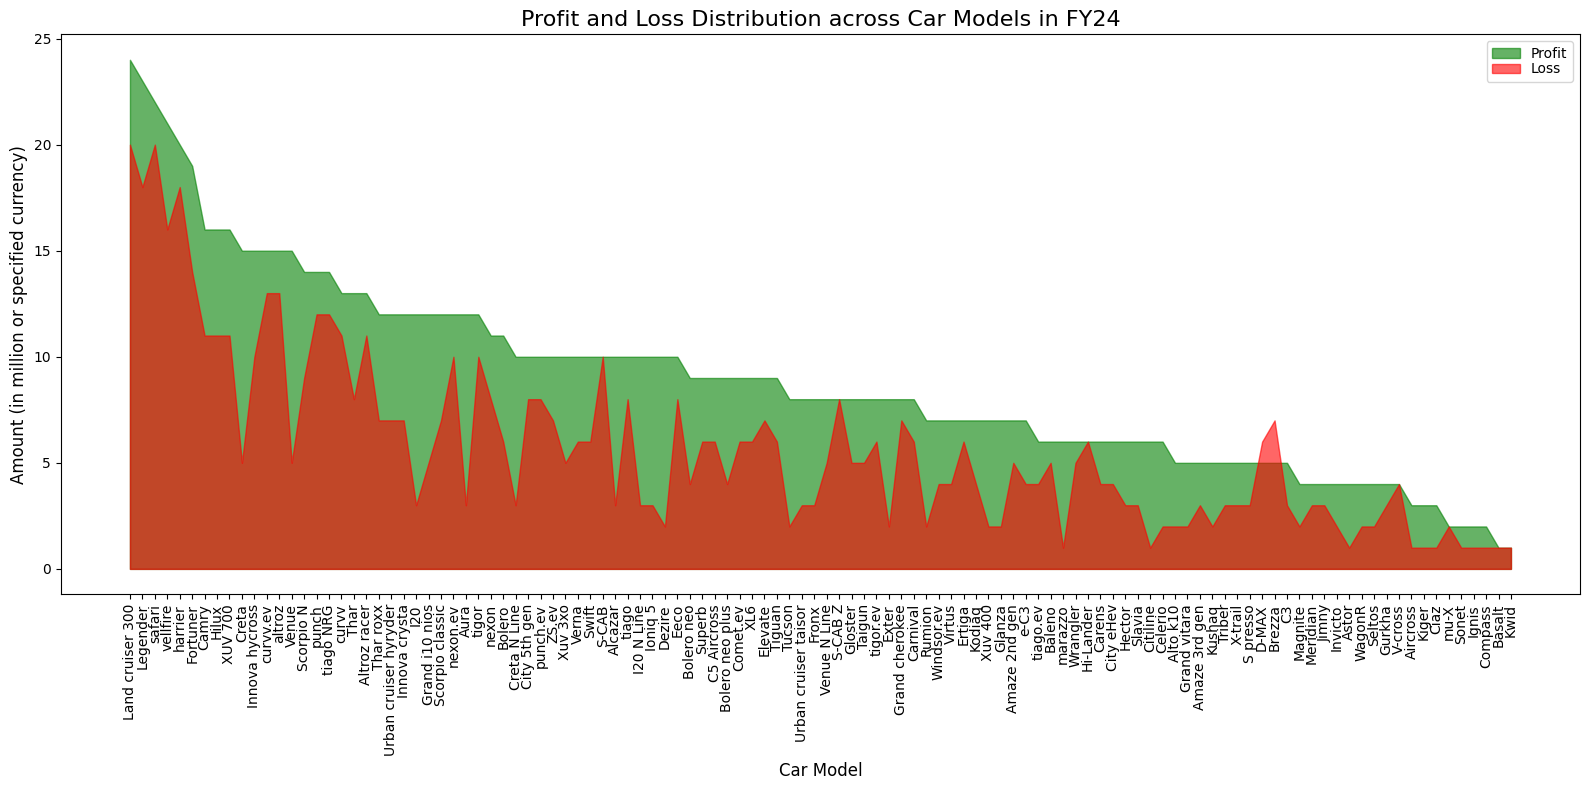 Profit and Loss Distribution across Car Models in FY24
Profit
Loss
Amount (in million or specified currency)
25
20
15
10
5
0
Land cruiser 300
Legender
safari
vellfire
harrier
Fortuner
Camry
Hilux
XUV 700
Creta
Innova hycross
curv.ev
altroz
Venue
Scorpio N
punch
tiago NRG
curvv
Thar
Altroz racer
Thar roxx
Urban cruiser hyryder
Innova crysta
I20
Grand i10 nios
Scorpio classic
nexon.ev
Aura
tigor
nexon
Bolero
Creta N Line
City 5th gen
punch.ev
ZS.ev
Xuv 3xo
Verna
Swift
S-CAB
Alcazar
tiago
I20 N Line
Ioniq 5
Dezire
Eeco
Bolero neo
Superb
C5 Aircross
Bolero neo plus
Comet.ev
XL6
Elevate
Tiguan
Tucson
Urban cruiser taisor
Fronx
Venue N Line
S-CAB Z
Gloster
Taigun
tigor.ev
Exter
Grand cherokee
Carnival
Rumion
Windsor.ev
Virtus
Ertiga
Kodiaq
Xuv 400
Glanza
Amaze 2nd gen
e-C3
tiago.ev
Baleno
marazzo
Wrangler
Hi-Lander
Carens
City eHev
Hector
Slavia
Citiline
Celerio
Alto k10
Grand vitara
Amaze 3rd gen
Kushaq
Triber
X-trail
S presso
D-MAX
Brezza
C3
Magnite
Meridian
Jimny
Invicto
Astor
WagonR
Seltos
Gurkha
V-cross
Aircross
Kiger
Ciaz
mu-X
Sonet
Ignis
Compass
Basalt
Kwid
Car Model